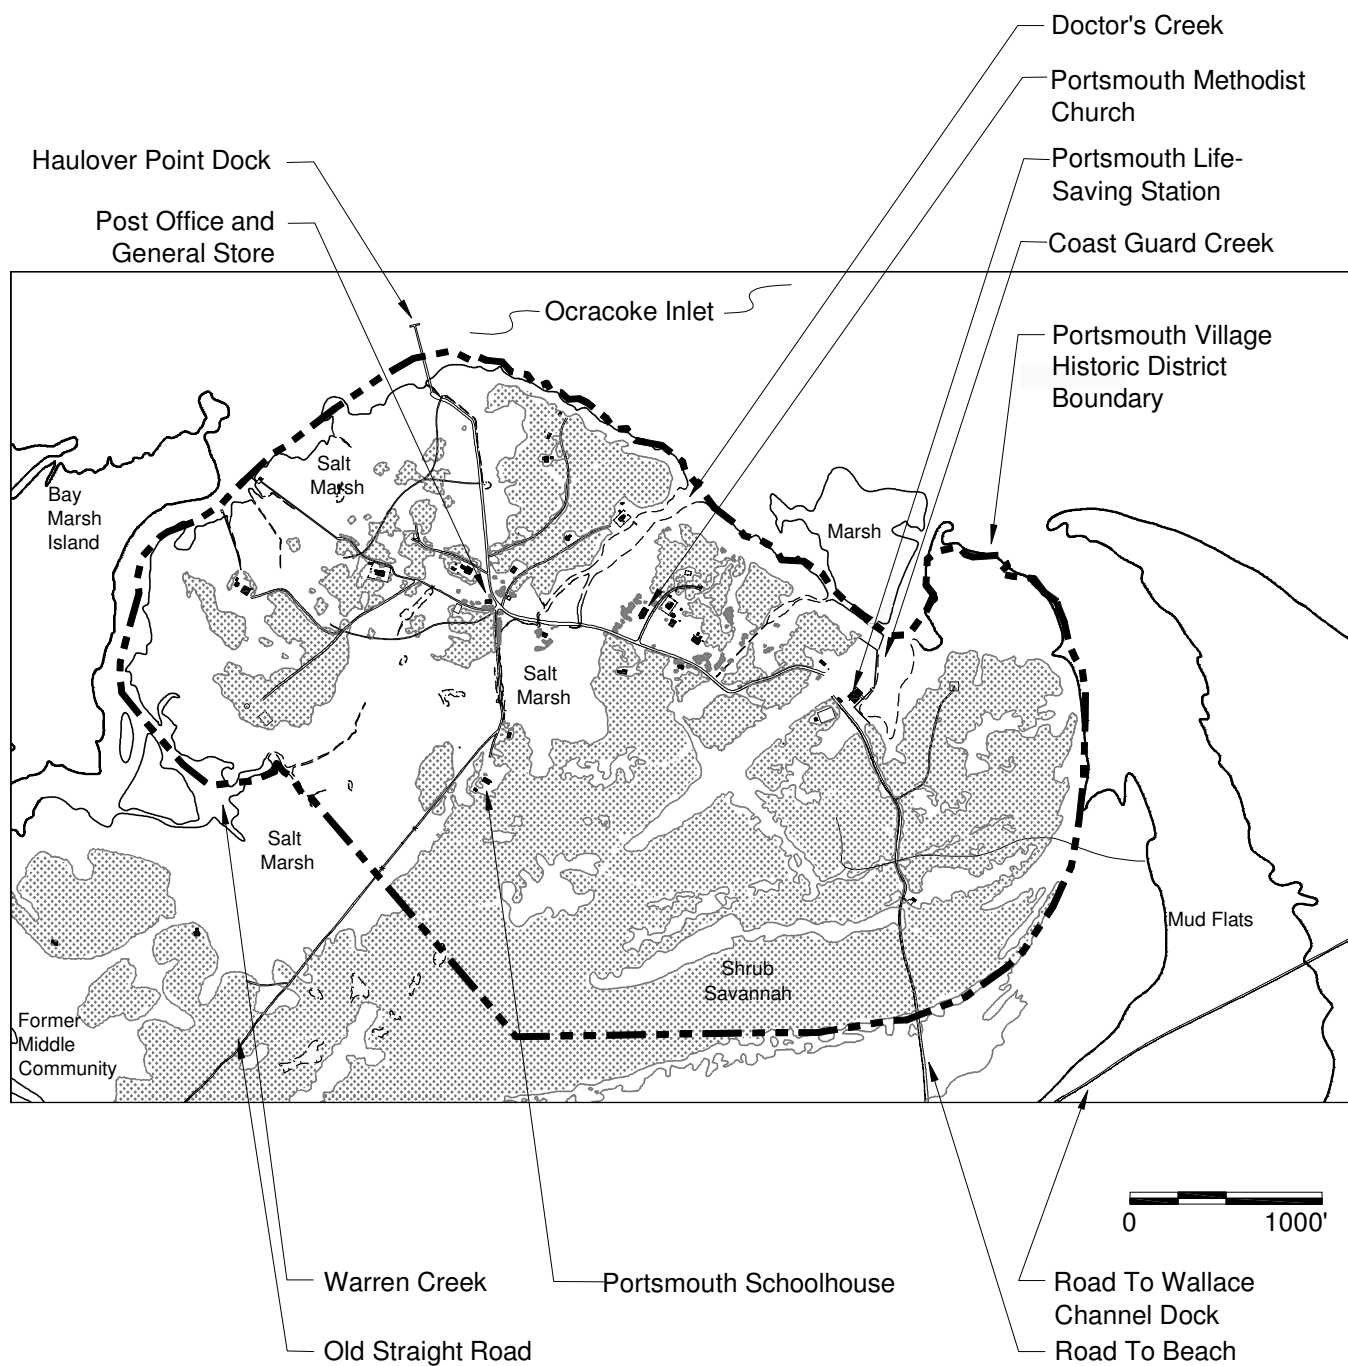 Doctor's Creek
Portsmouth Methodist
Church
Haulover Point Dock
Portsmouth Life-
Saving Station
Post Office and
General Store
Coast Guard Creek
Ocracoke Inlet
Portsmouth Village
Historic District
Boundary
Salt
Marsh
Bay
Marsh
Island
Marsh
Salt
Marsh
Salt
Marsh
Mud Flats
Shrub
Savannah
Former
Middle
Community
0 1000'
Warren Creek
Portsmouth Schoolhouse
Road To Wallace
Channel Dock
Old Straight Road
Road To Beach